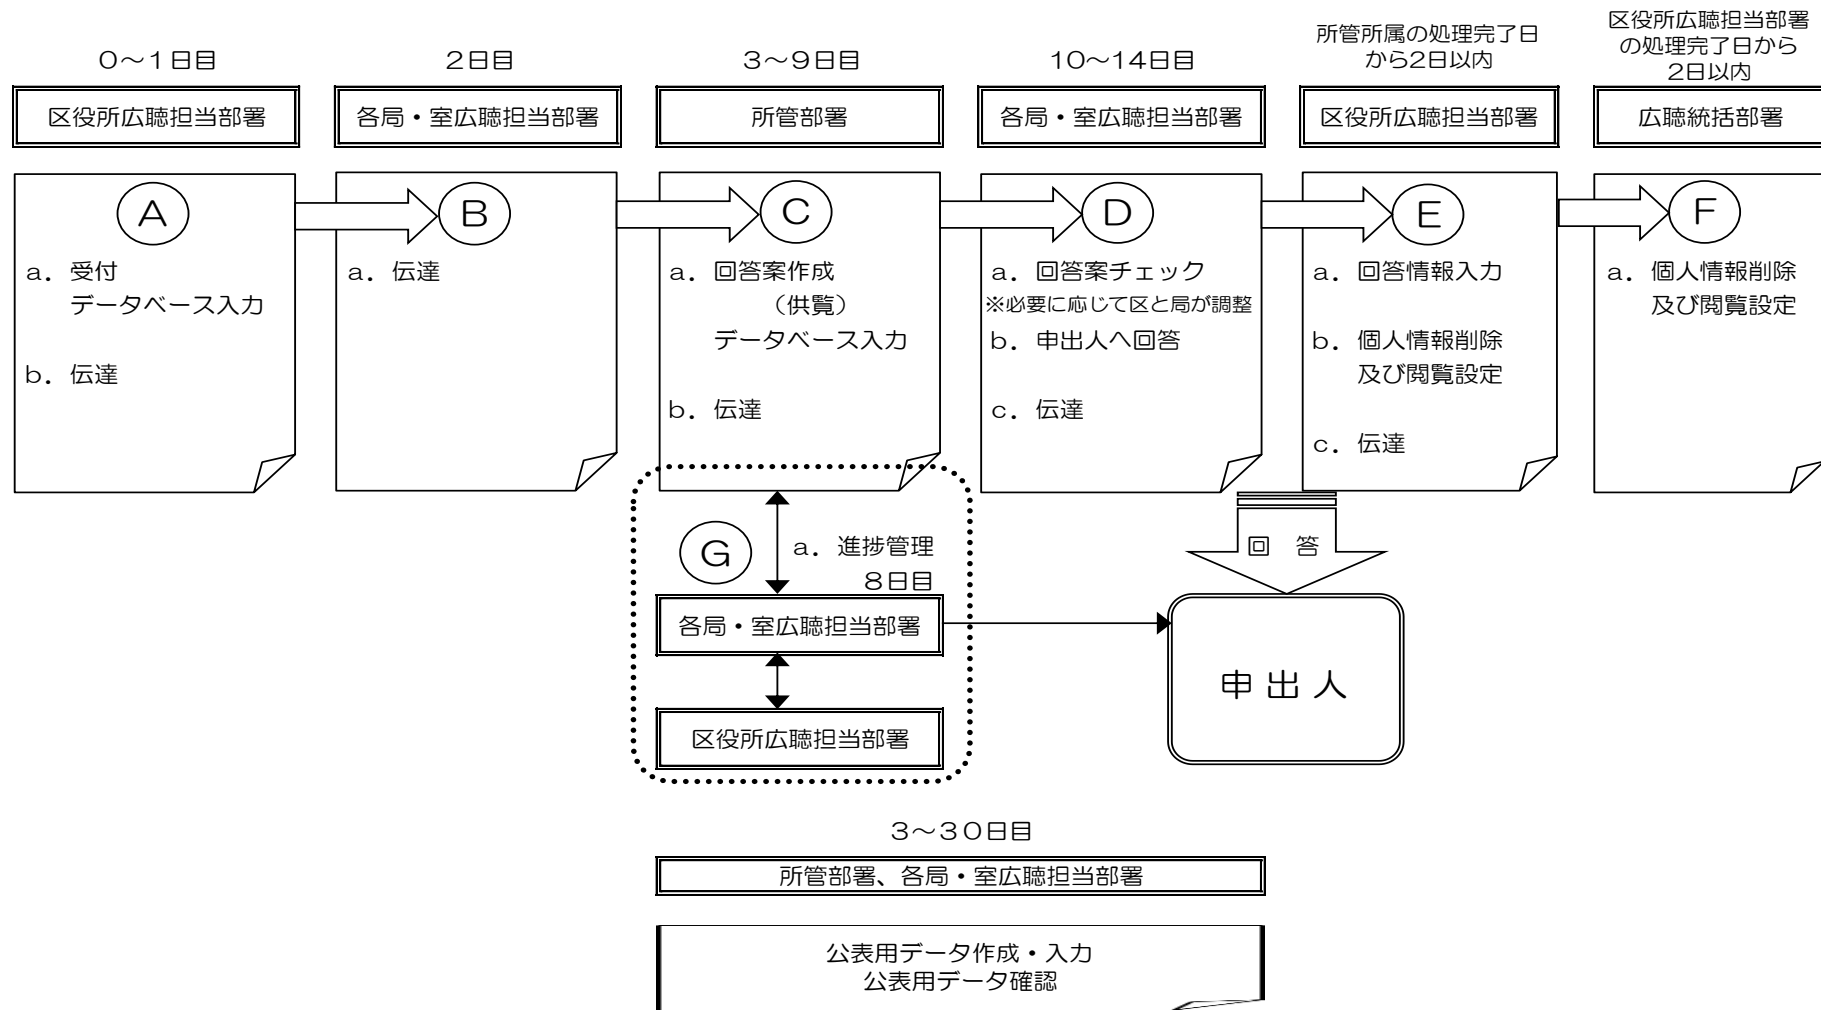 0～1日目
2日目
3～9日目
10～14日目
所管所属の処理完了日
から2日以内
区役所広聴担当部署
の処理完了日から
2日以内
区役所広聴担当部署
各局・室広聴担当部署
所管部署
各局・室広聴担当部署
区役所広聴担当部署
広聴統括部署
A
a．受付
データベース入力
b．伝達
B
a．伝達
C
a．回答案作成
（供覧）
データベース入力
b．伝達
D
a．回答案チェック
※必要に応じて区と局が調整
b．申出人へ回答
c．伝達
E
a．回答情報入力
b．個人情報削除
及び閲覧設定
c．伝達
F
a．個人情報削除
及び閲覧設定
G
a．進捗管理
8日目
各局・室広聴担当部署
区役所広聴担当部署
回 答
申出人
3～30日目
所管部署、各局・室広聴担当部署
公表用データ作成・入力
公表用データ確認